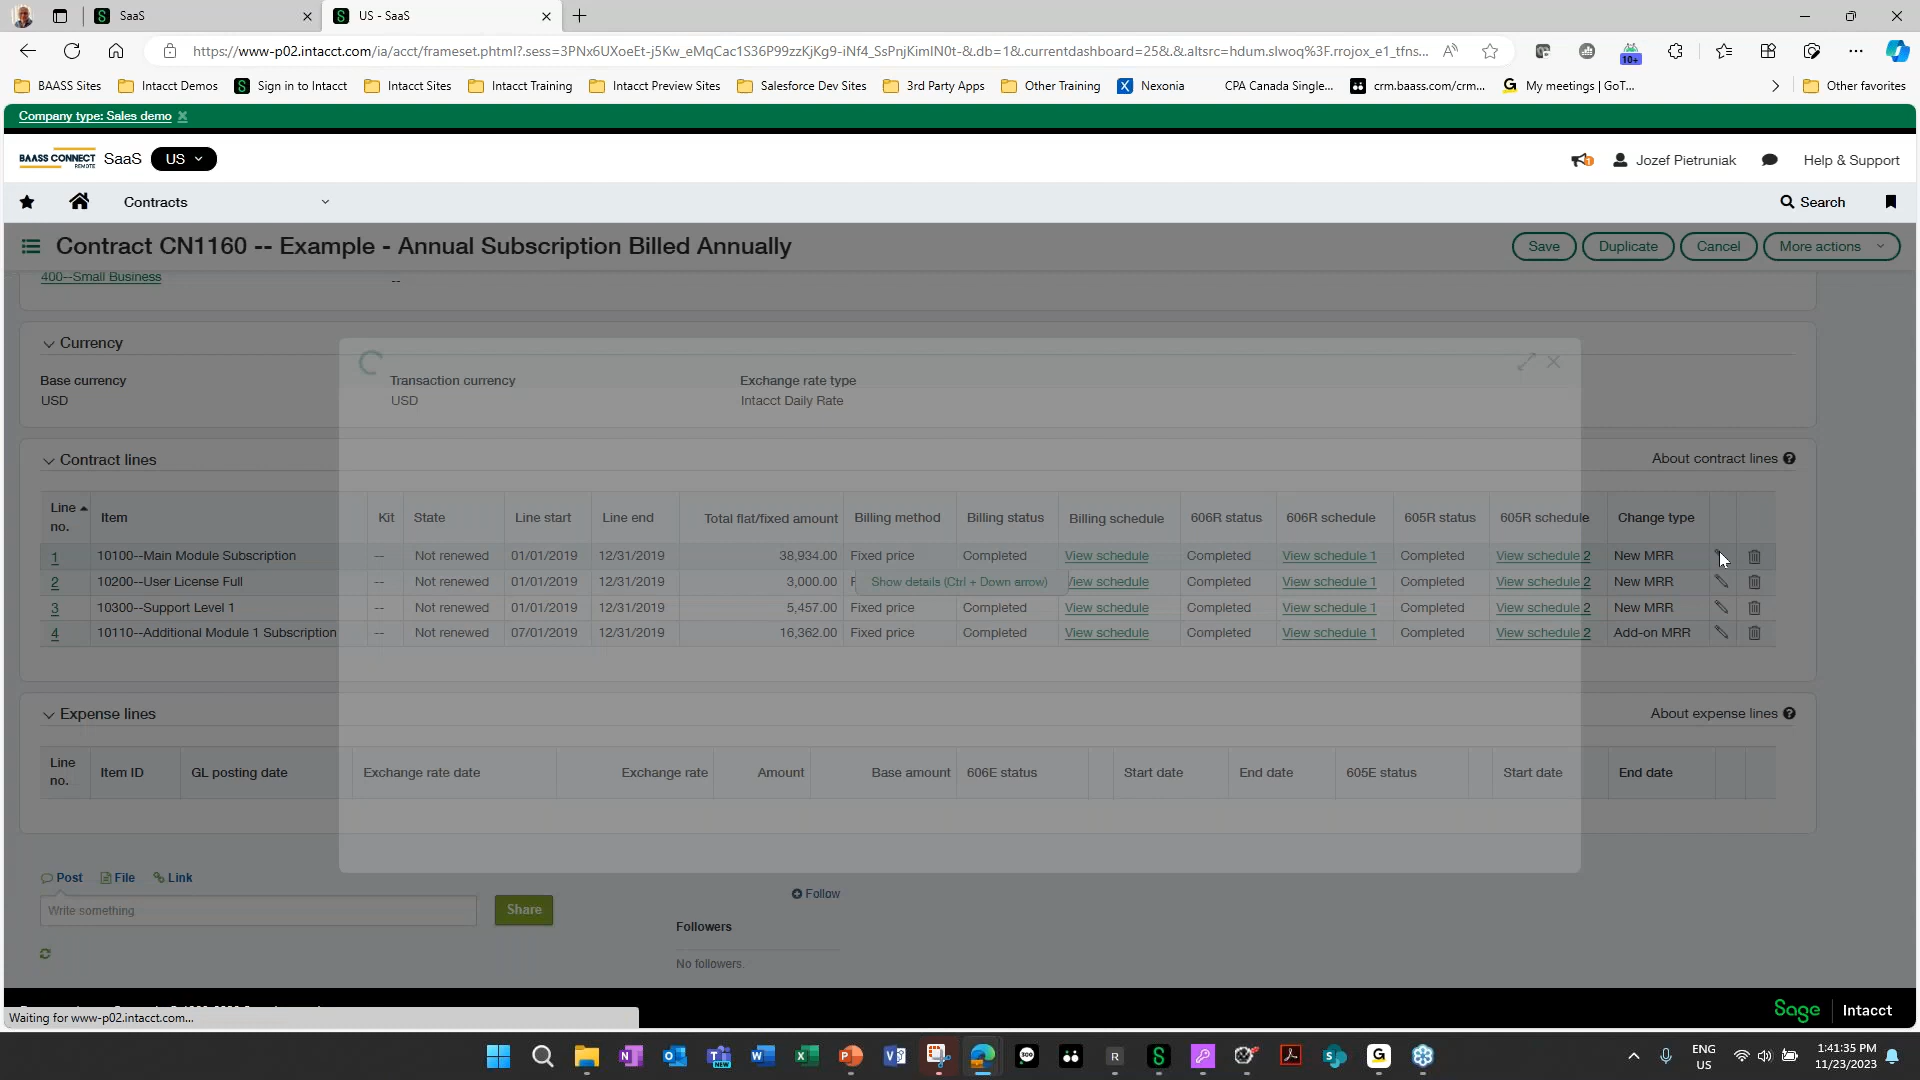 SaaS
US - SaaS
https://www-p02.intacct.com/ia/acct/frameset.phtml?.sess=3PNx6UXoeEt-j5Kw_eMqCac1S36P99zzKjKg9-iNf4_SsPnjKimIN0t-&.db=1&.currentdashboard=25&.&.altsrc=hdum.slwoq%3F.rrojox_e1_tfns...
10+
BAASS Sites
Intacct Demos
Sign in to Intacct
Intacct Sites
Intacct Training
Intacct Preview Sites
Salesforce Dev Sites
3rd Party Apps
Other Training
Nexonia
CPA Canada Single...
crm.baass.com/crm...
My meetings | GoT...
Other favorites
Company type: Sales demo
BAASS CONNECT
REMOTE
SaaS
US
1
Jozef Pietruniak
Help & Support
Contracts
Search
Contract CN1160 -- Example - Annual Subscription Billed Annually
Save
Duplicate
Cancel
More actions
400--Small Business
--
Currency
Base currency
Transaction currency
Exchange rate type
USD
USD
Intacct Daily Rate
Contract lines
About contract lines
Line no. Item Kit State Line start Line end Total flat/fixed amount Billing method Billing status Billing schedule 606R status 606R schedule 605R status 605R schedule Change type
1 10100--Main Module Subscription -- Not renewed 01/01/2019 12/31/2019 38,934.00 Fixed price Completed View schedule Completed View schedule 1 Completed View schedule 2 New MRR
2 10200--User License Full -- Not renewed 01/01/2019 12/31/2019 3,000.00 F Show details (Ctrl + Down arrow) View schedule Completed View schedule 1 Completed View schedule 2 New MRR
3 10300--Support Level 1 -- Not renewed 01/01/2019 12/31/2019 5,457.00 Fixed price Completed View schedule Completed View schedule 1 Completed View schedule 2 New MRR
4 10110--Additional Module 1 Subscription -- Not renewed 07/01/2019 12/31/2019 16,362.00 Fixed price Completed View schedule Completed View schedule 1 Completed View schedule 2 Add-on MRR
Expense lines
About expense lines
Line no. Item ID GL posting date Exchange rate date Exchange rate Amount Base amount 606E status Start date End date 605E status Start date End date
Post
File
Link
Follow
Write something
Share
Followers
No followers.
Sage
Intacct
Waiting for www-p02.intacct.com...
ENG
US
1:41:35 PM
11/23/2023